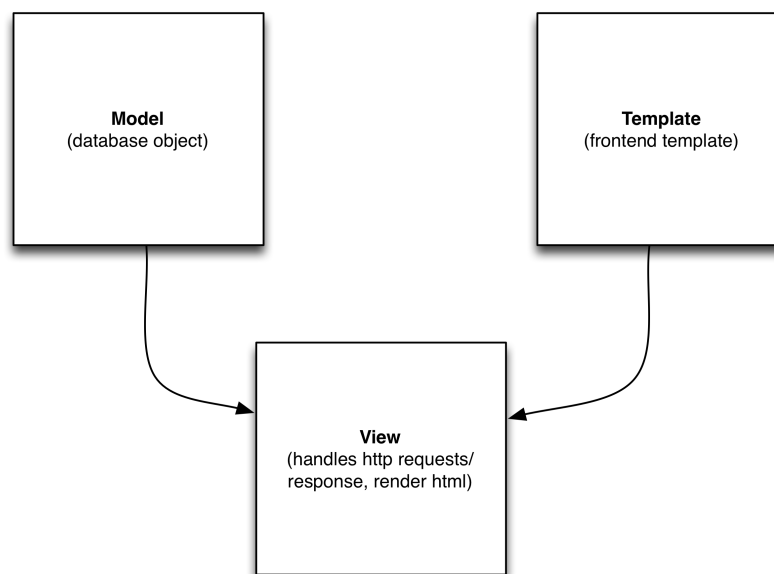 Model
(database object)
Template
(frontend template)
View
(handles http requests/
response, render html)